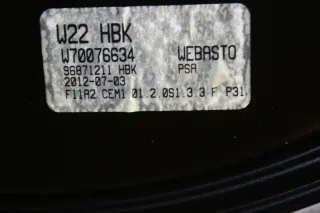 W22 HBK
W70076634 WEBASTO
96871211 HBK PSA
2012-07-03
F11A2 CEM1 01.2.0S1.3 3 F P31